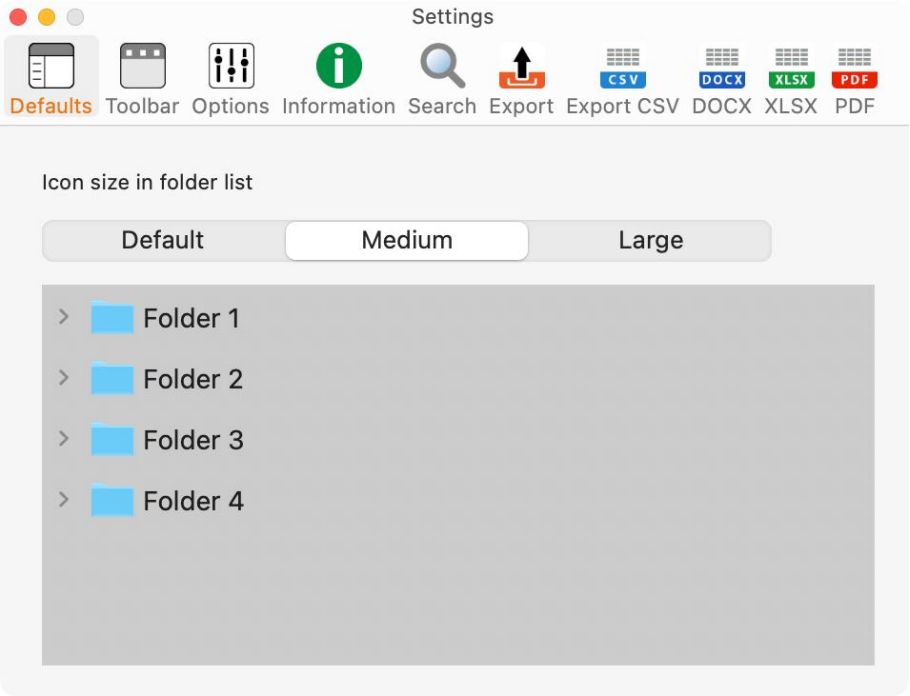 Settings
Defaults Toolbar Options Information Search Export Export CSV DOCX XLSX PDF
CSV DOCX XLSX PDF
Icon size in folder list
Default Medium Large
Folder 1
Folder 2
Folder 3
Folder 4